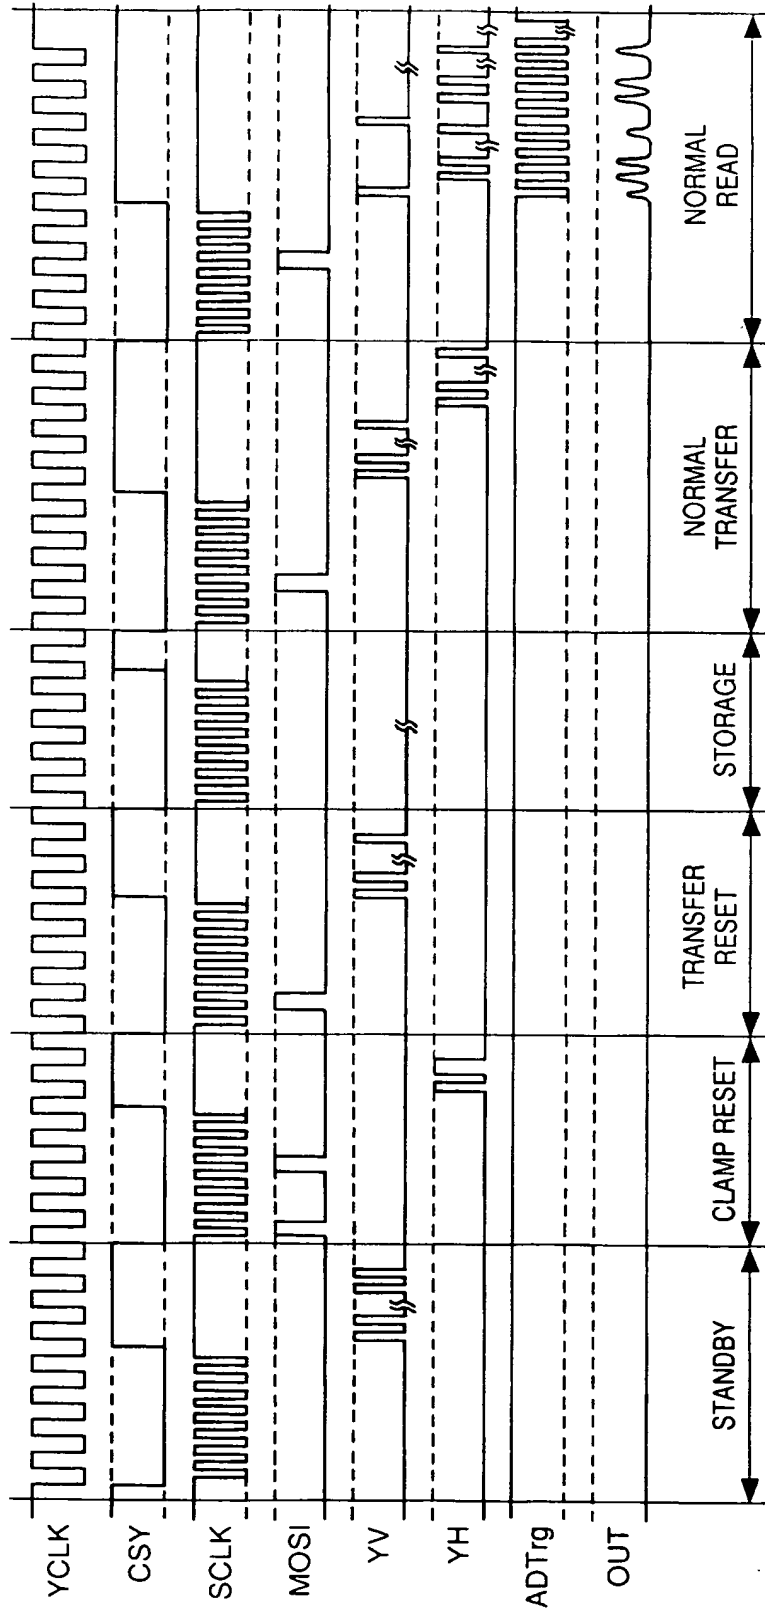 YCLK
CSY
SCLK
MOSI
YV
YH
ADTrg
OUT
STANDBY
CLAMP RESET
TRANSFER
RESET
STORAGE
NORMAL
TRANSFER
NORMAL
READ